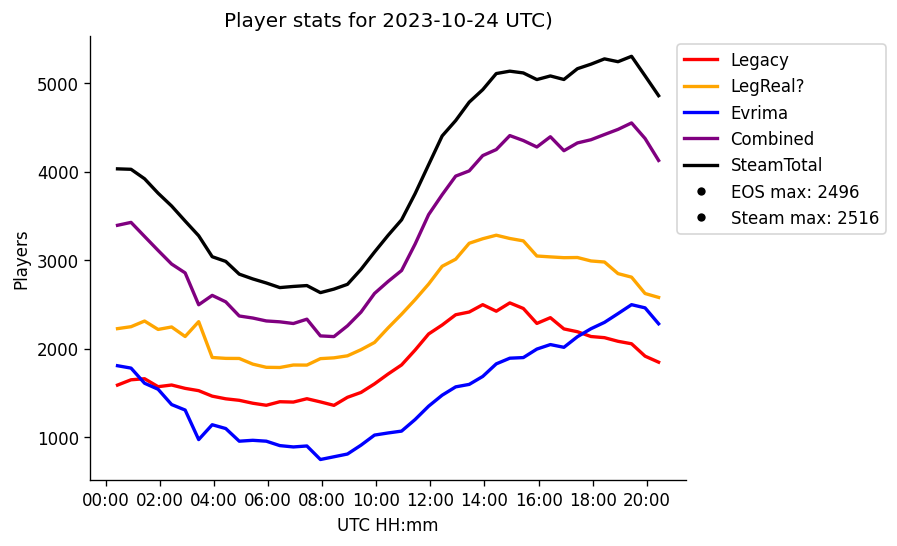 Player stats for 2023-10-24 UTC)
Legacy
LegReal?
Evrima
Combined
SteamTotal
EOS max: 2496
Steam max: 2516
Players
5000
4000
3000
2000
1000
00:00 02:00 04:00 06:00 08:00 10:00 12:00 14:00 16:00 18:00 20:00
UTC HH:mm